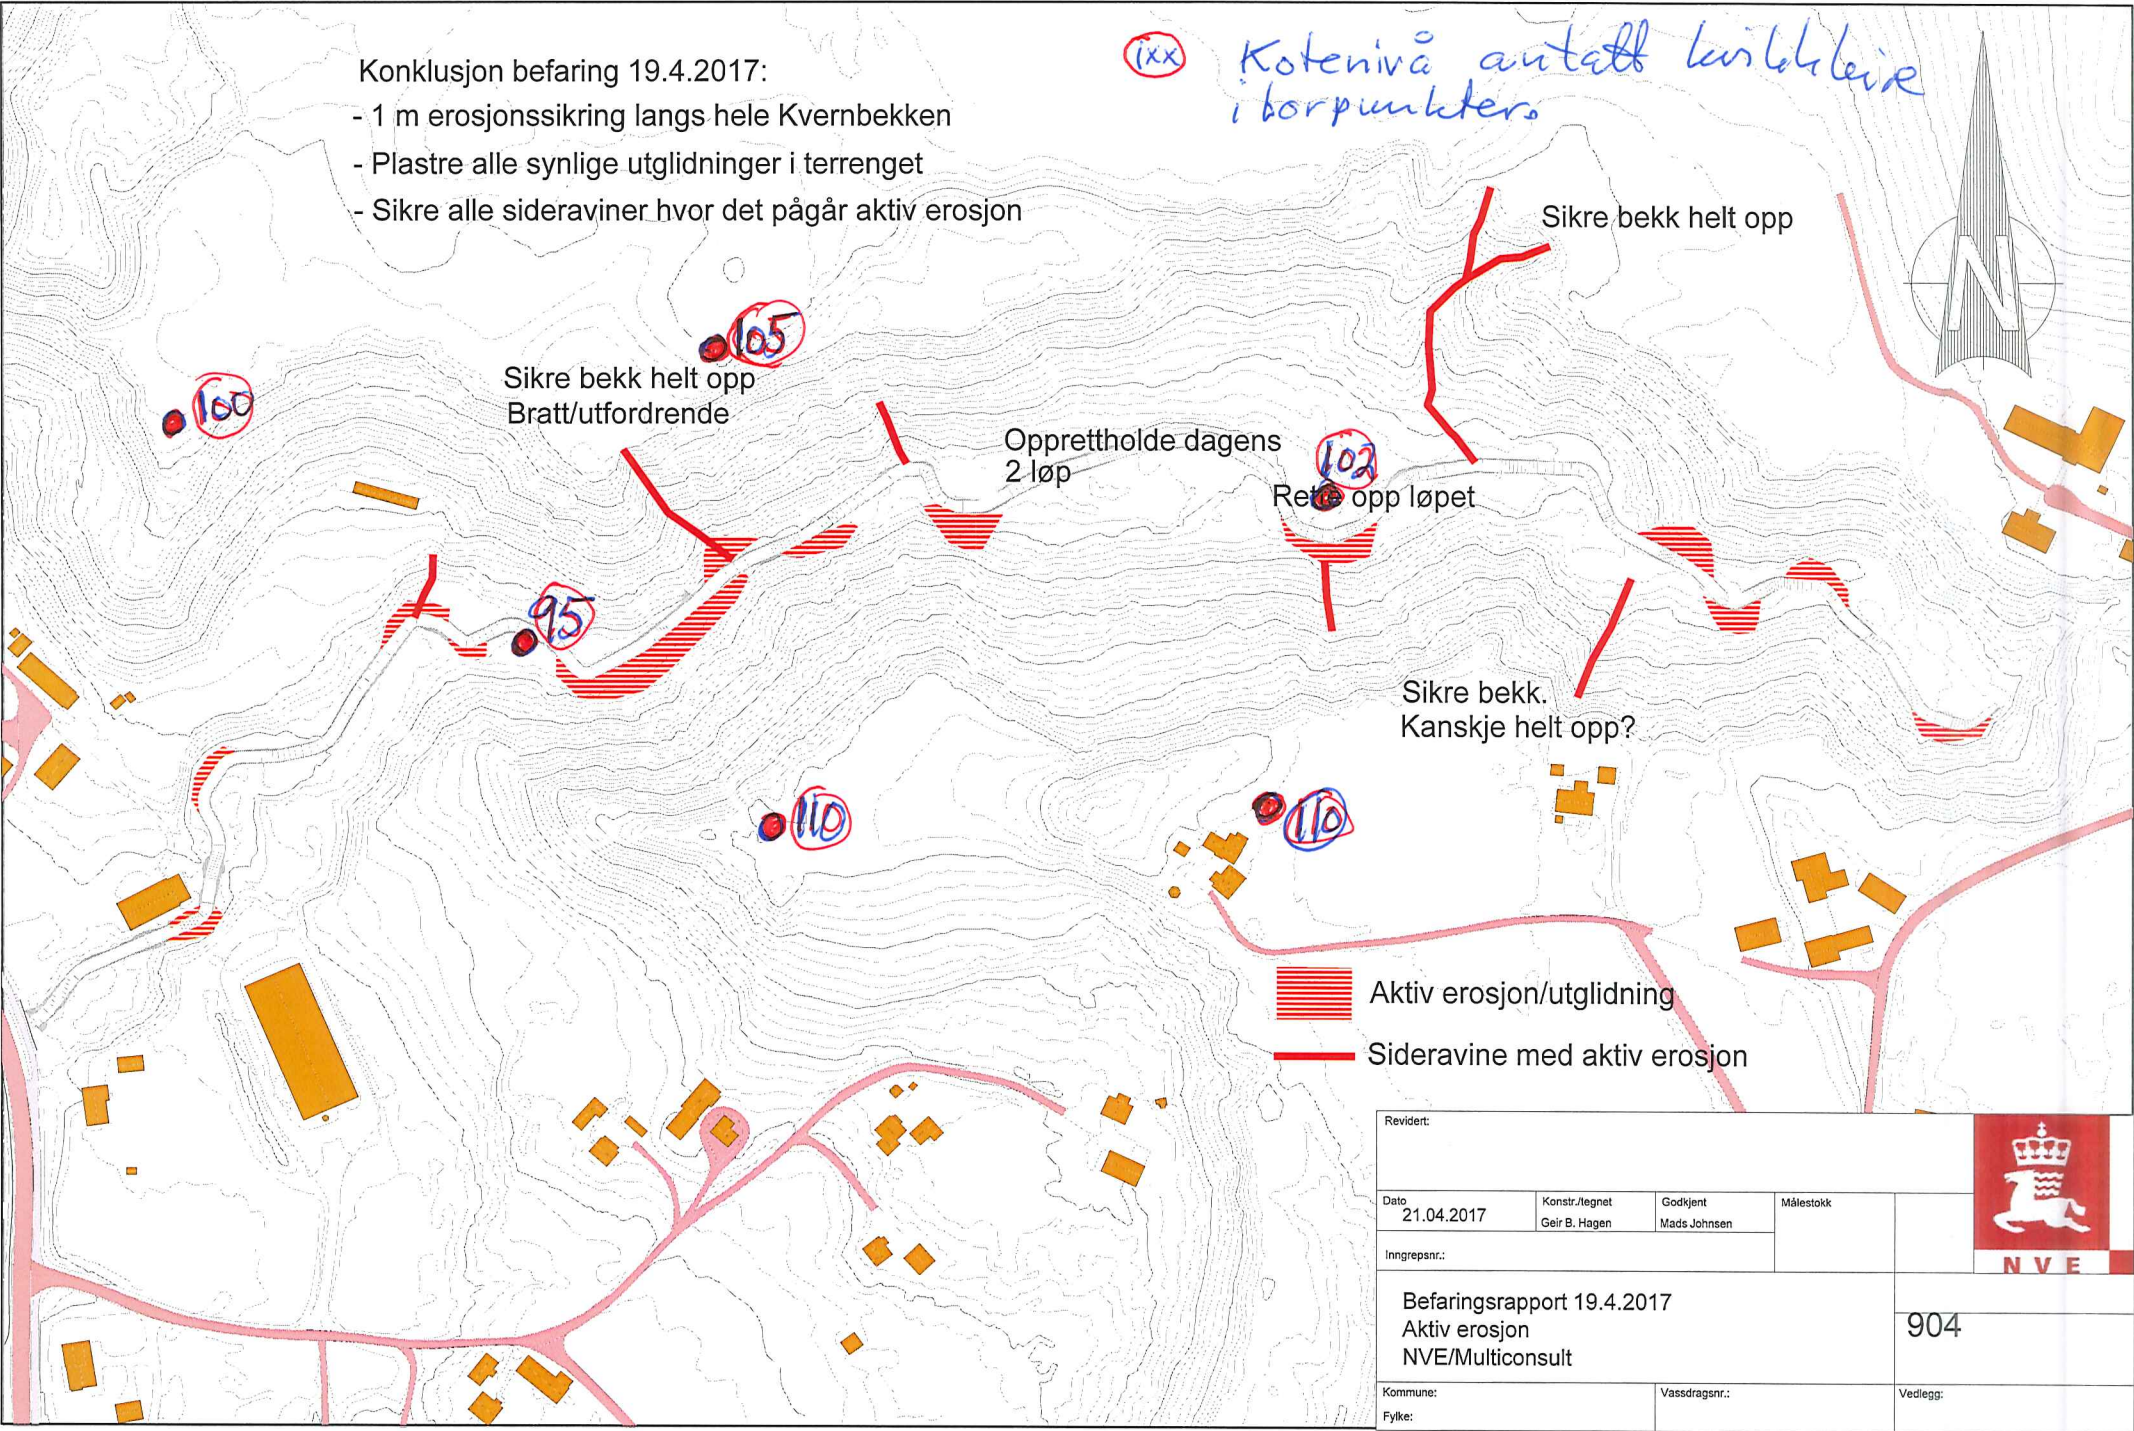 Konklusjon befaring 19.4.2017:
- 1 m erosjonssikring langs hele Kvernbekken
- Plastre alle synlige utglidninger i terrenget
- Sikre alle sideraviner hvor det pågår aktiv erosjon
ixx Kotenivå antatt kvikkleire
i borpunkter.
Sikre bekk helt opp
N
105
100
Sikre bekk helt opp
Bratt/utfordrende
Opprettholde dagens
2 løp
102
Rette opp løpet
95
Sikre bekk.
Kanskje helt opp?
110
110
Aktiv erosjon/utglidning
Sideravine med aktiv erosjon
Revidert:
Dato
21.04.2017
Konstr./tegnet
Geir B. Hagen
Godkjent
Mads Johnsen
Målestokk
Inngrepsnr.:
NVE
Befaringsrapport 19.4.2017
Aktiv erosjon
NVE/Multiconsult
904
Kommune:
Fylke:
Vassdragsnr.:
Vedlegg: